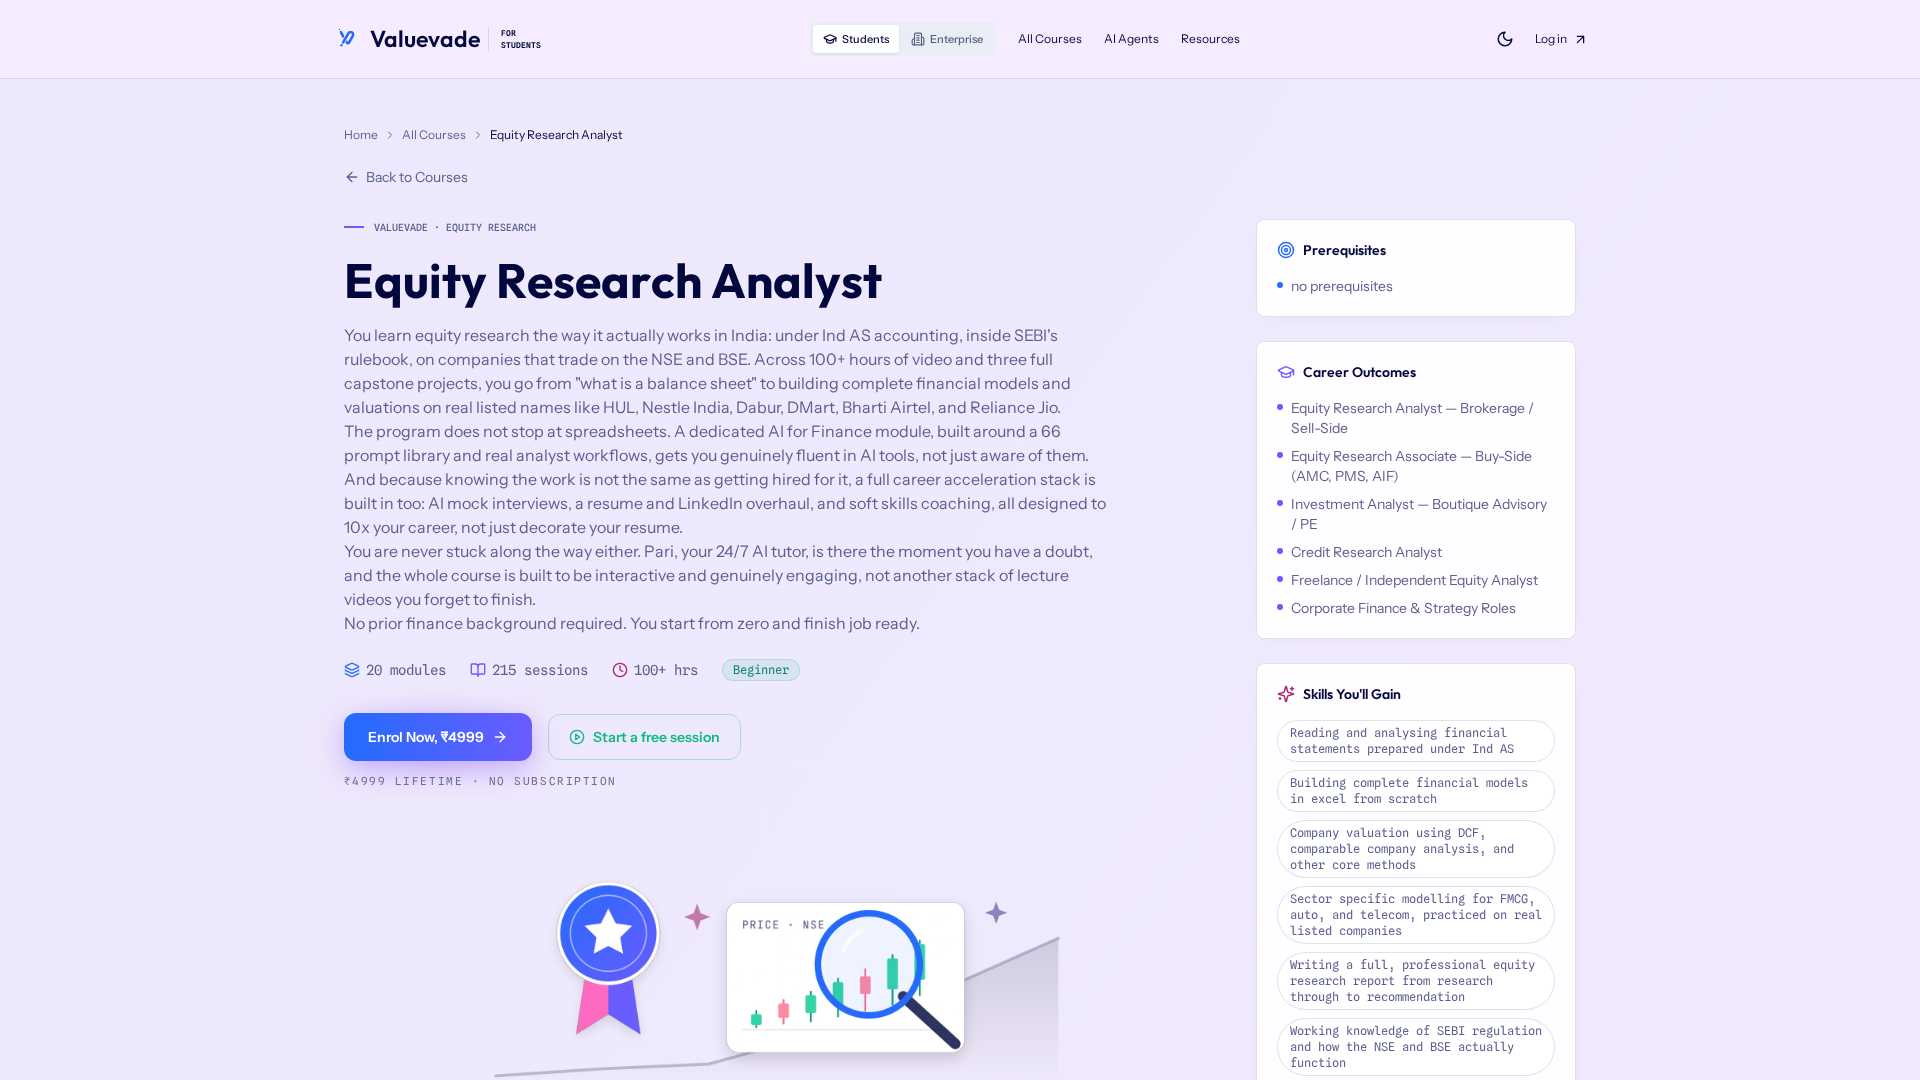 Valuevade
FOR
STUDENTS
Students
Enterprise
All Courses
AI Agents
Resources
Log in
Home
All Courses
Equity Research Analyst
Back to Courses
VALUEVADE · EQUITY RESEARCH
Equity Research Analyst
You learn equity research the way it actually works in India: under Ind AS accounting, inside SEBI's
rulebook, on companies that trade on the NSE and BSE. Across 100+ hours of video and three full
capstone projects, you go from "what is a balance sheet" to building complete financial models and
valuations on real listed names like HUL, Nestle India, Dabur, DMart, Bharti Airtel, and Reliance Jio.
The program does not stop at spreadsheets. A dedicated AI for Finance module, built around a 66
prompt library and real analyst workflows, gets you genuinely fluent in AI tools, not just aware of them.
And because knowing the work is not the same as getting hired for it, a full career acceleration stack is
built in too: AI mock interviews, a resume and LinkedIn overhaul, and soft skills coaching, all designed to
10x your career, not just decorate your resume.
You are never stuck along the way either. Pari, your 24/7 AI tutor, is there the moment you have a doubt,
and the whole course is built to be interactive and genuinely engaging, not another stack of lecture
videos you forget to finish.
No prior finance background required. You start from zero and finish job ready.
20 modules
215 sessions
100+ hrs
Beginner
Enrol Now, ₹4999
Start a free session
₹4999 LIFETIME · NO SUBSCRIPTION
PRICE · NSE
Prerequisites
no prerequisites
Career Outcomes
Equity Research Analyst — Brokerage /
Sell-Side
Equity Research Associate — Buy-Side
(AMC, PMS, AIF)
Investment Analyst — Boutique Advisory
/ PE
Credit Research Analyst
Freelance / Independent Equity Analyst
Corporate Finance & Strategy Roles
Skills You'll Gain
Reading and analysing financial
statements prepared under Ind AS
Building complete financial models
in excel from scratch
Company valuation using DCF,
comparable company analysis, and
other core methods
Sector specific modelling for FMCG,
auto, and telecom, practiced on real
listed companies
Writing a full, professional equity
research report from research
through to recommendation
Working knowledge of SEBI regulation
and how the NSE and BSE actually
function